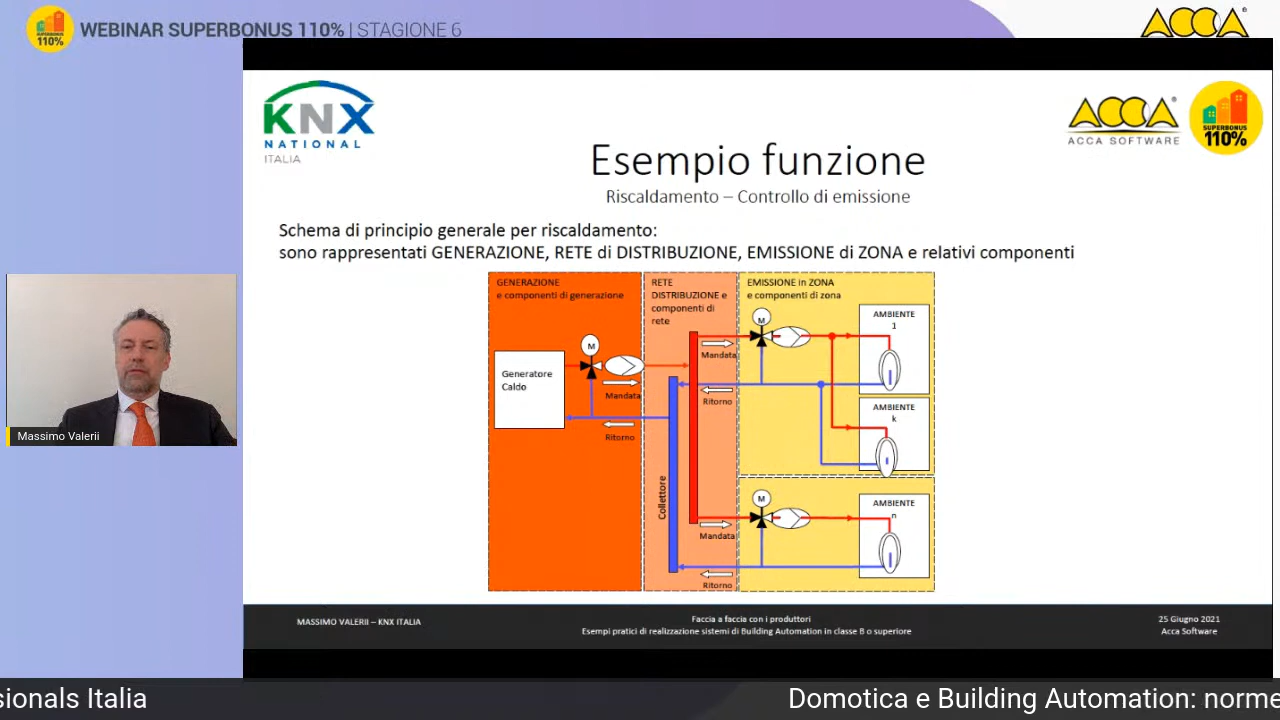 WEBINAR SUPERBONUS 110% | STAGIONE 6
SUPERBONUS
110%
ACCA
KNX
NATIONAL
ITALIA
ACCA
ACCA SOFTWARE
SUPERBONUS
110%
Esempio funzione
Riscaldamento – Controllo di emissione
Schema di principio generale per riscaldamento:
sono rappresentati GENERAZIONE, RETE di DISTRIBUZIONE, EMISSIONE di ZONA e relativi componenti
GENERAZIONE
e componenti di generazione
RETE
DISTRIBUZIONE e
componenti di
rete
EMISSIONE in ZONA
e componenti di zona
Generatore
Caldo
M
Mandata
Ritorno
Collettore
Mandata
Ritorno
M
AMBIENTE
1
AMBIENTE
k
Mandata
Ritorno
M
AMBIENTE
n
Massimo Valerii
MASSIMO VALERII – KNX ITALIA
Faccia a faccia con i produttori
Esempi pratici di realizzazione sistemi di Building Automation in classe B o superiore
25 Giugno 2021
Acca Software
sionals Italia
Domotica e Building Automation: norme